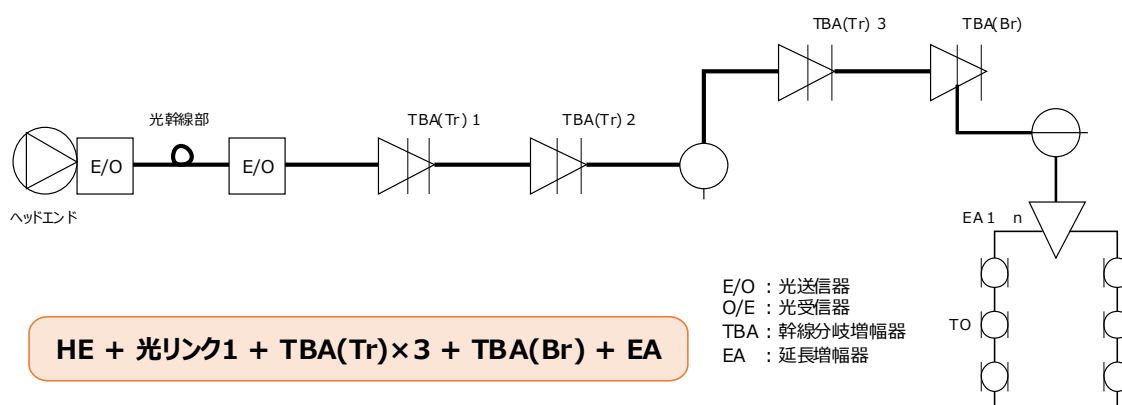 TBA(Tr) 3
TBA(Br)
光幹線部
TBA(Tr) 1
TBA(Tr) 2
E/O
E/O
ヘッドエンド
EA 1 n
TO
E/O : 光送信器
O/E : 光受信器
TBA : 幹線分岐増幅器
EA : 延長増幅器
HE + 光リンク1 + TBA(Tr)×3 + TBA(Br) + EA